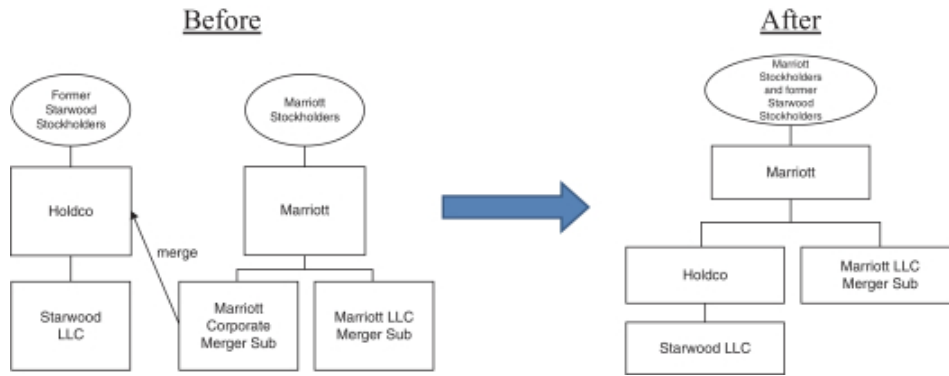 Before
After
Former
Starwood
Stockholders
Marriott
Stockholders
Marriott
Stockholders
and former
Starwood
Stockholders
Holdco
Marriott
Marriott
merge
Holdco
Marriott LLC
Merger Sub
Starwood
LLC
Marriott
Corporate
Merger Sub
Marriott LLC
Merger Sub
Starwood LLC